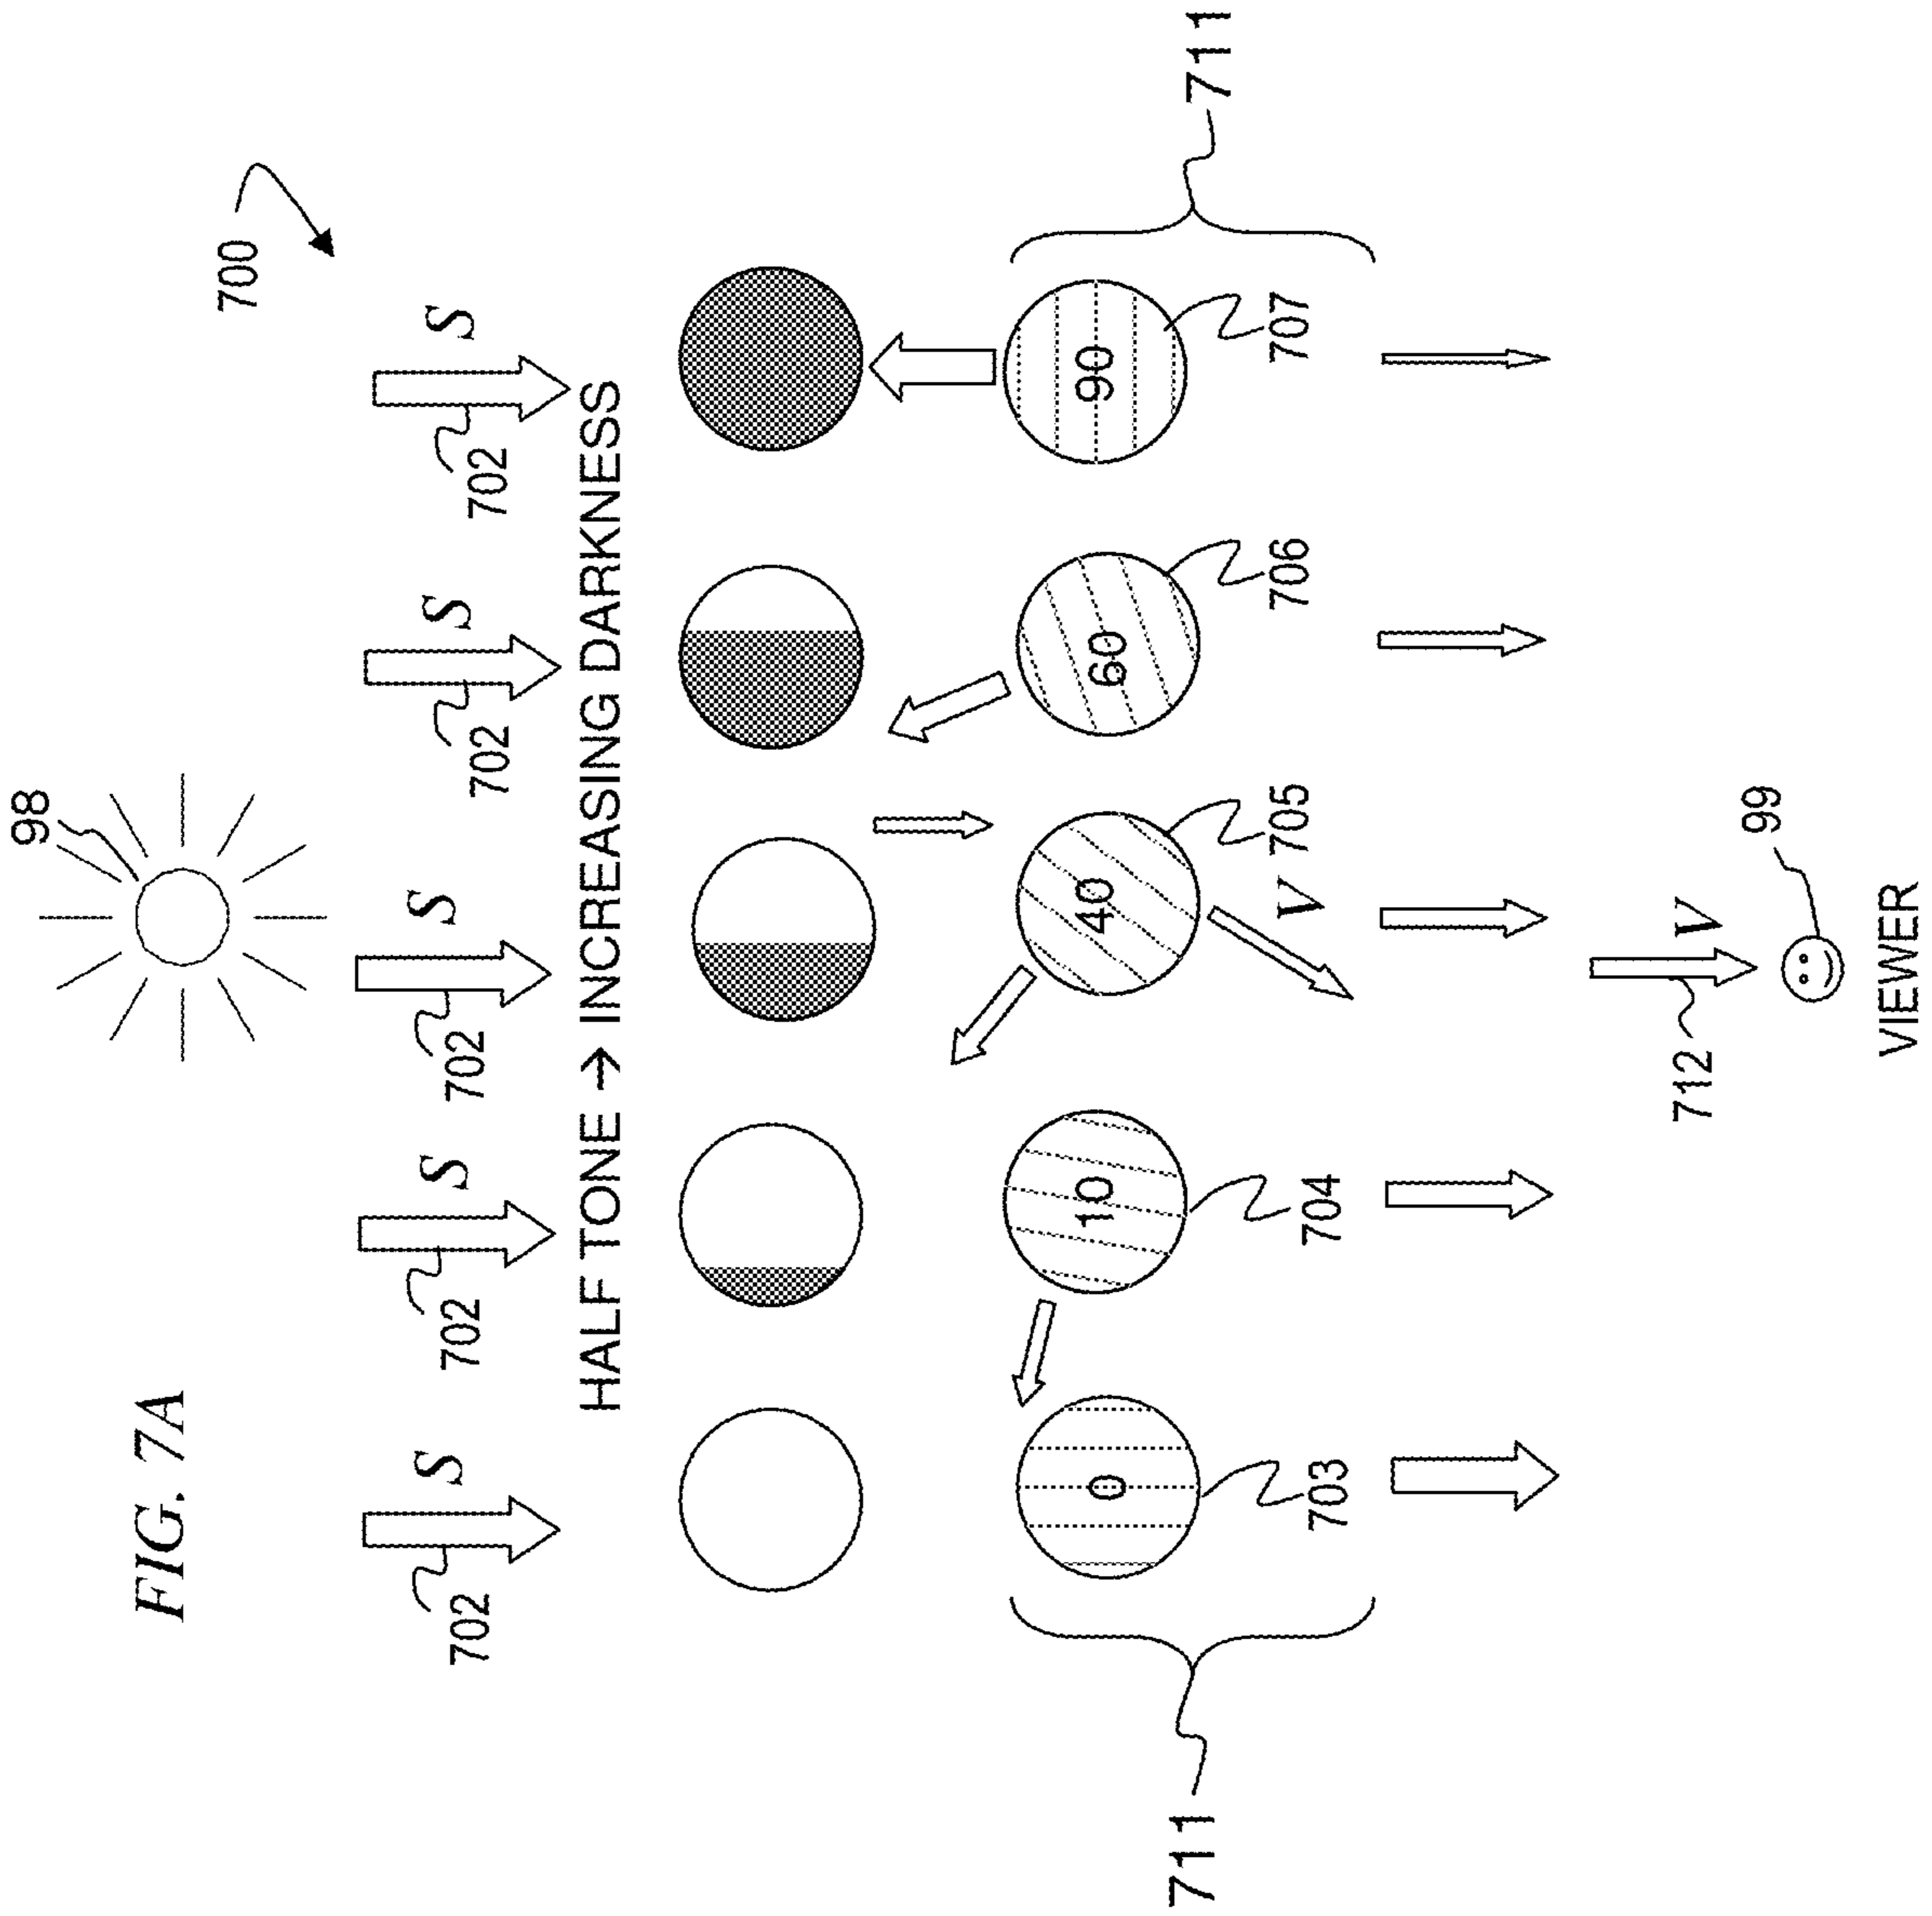 FIG. 7A
98
700
S
S
S
S
S
702
702
702
702
702
HALF TONE → INCREASING DARKNESS
0
10
40
60
90
703
704
705
706
707
V
711
711
712
V
99
VIEWER